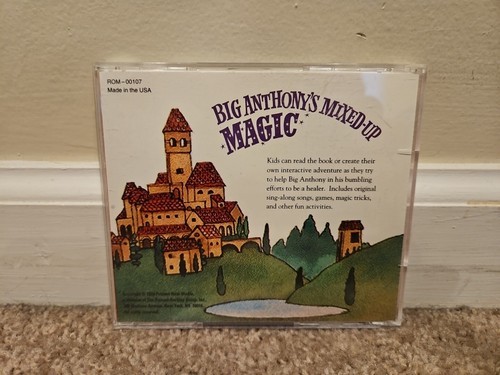 ROM-00107
Made in the USA
BIG ANTHONY'S MIXED-UP
MAGIC
Kids can read the book or create their
own interactive adventure as they try
to help Big Anthony in his bumbling
efforts to be a healer. Includes original
sing-along songs, games, magic tricks,
and other fun activities.